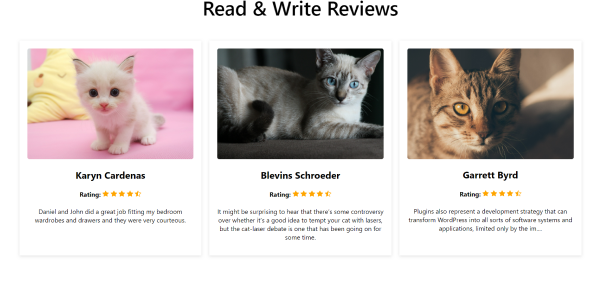 Read & Write Reviews
Karyn Cardenas
Rating:
Daniel and John did a great job fitting my bedroom
wardrobes and drawers and they were very courteous.
Blevins Schroeder
Rating:
It might be surprising to hear that there's some controversy
over whether it's a good idea to tempt your cat with lasers,
but the cat-laser debate is one that has been going on for
some time.
Garrett Byrd
Rating:
Plugins also represent a development strategy that can
transform WordPress into all sorts of software systems and
applications, limited only by the im....